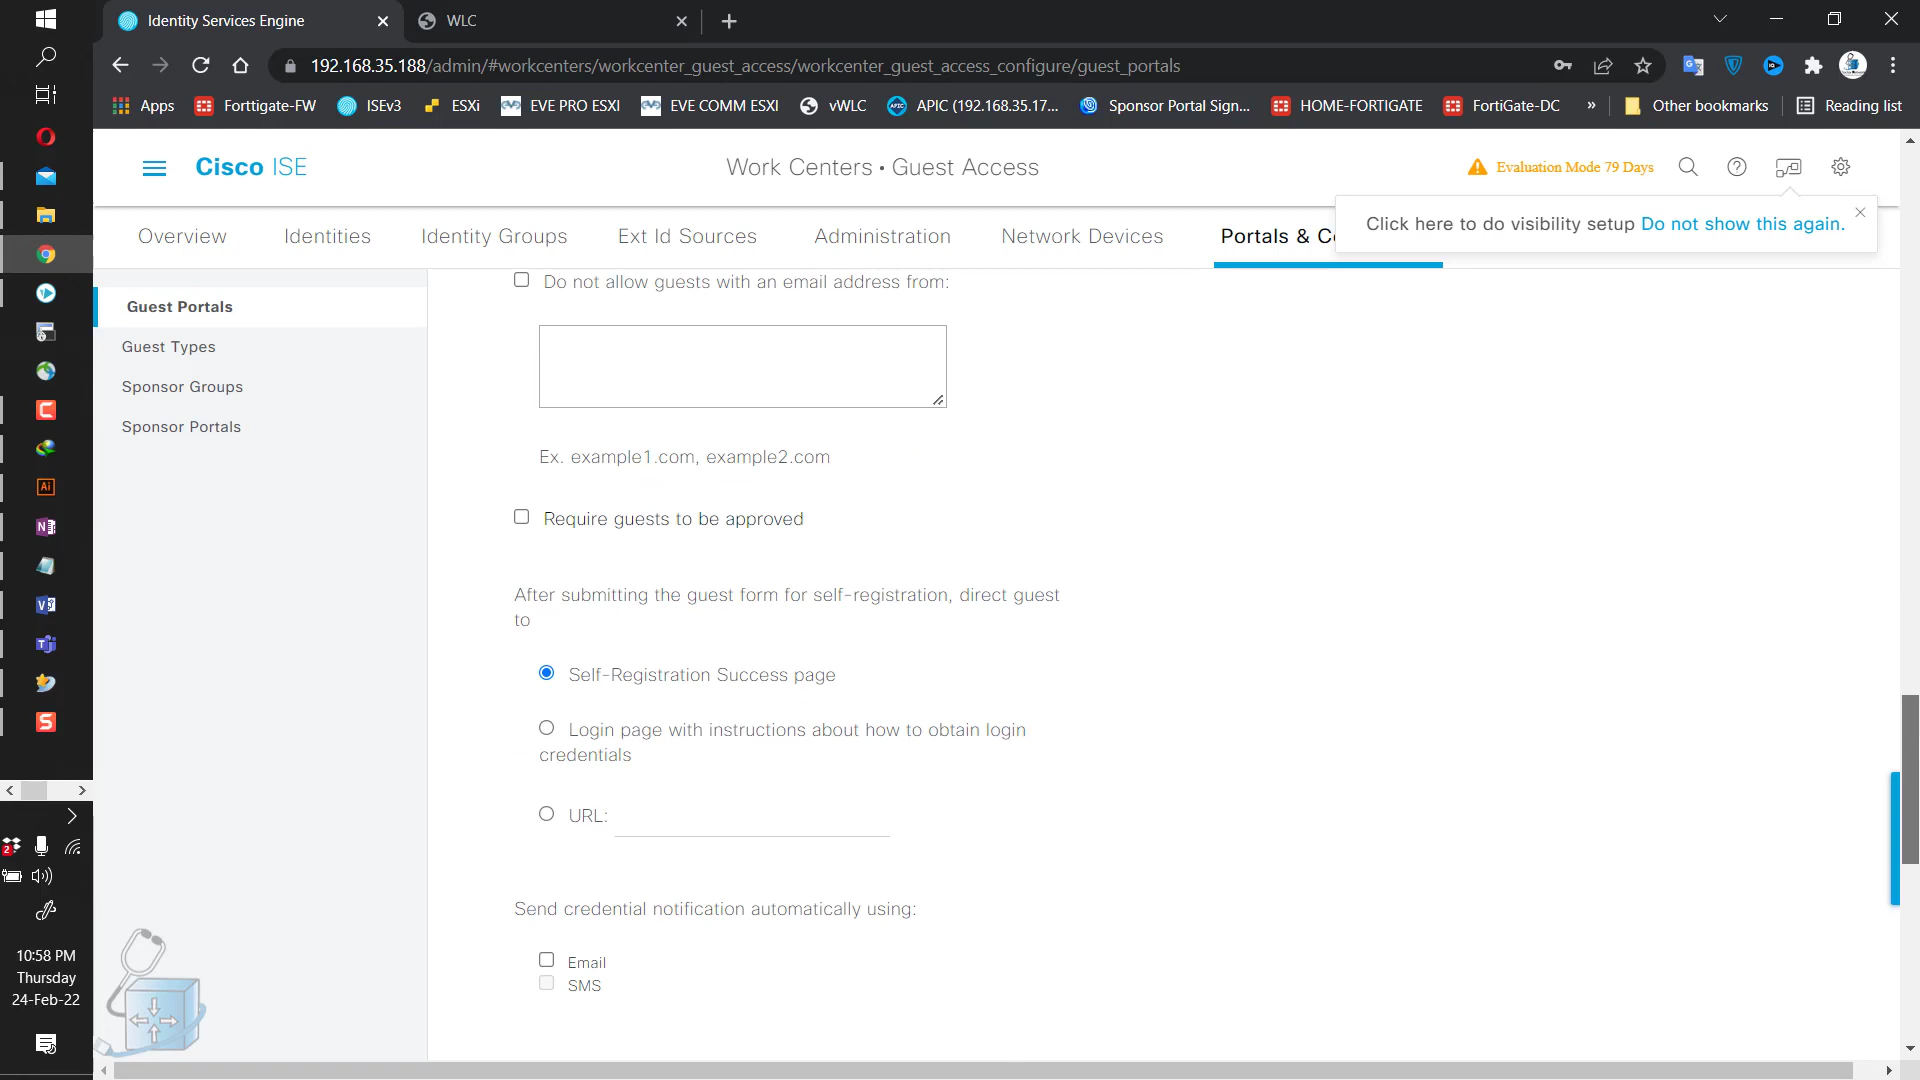 Identity Services Engine
WLC
192.168.35.188/admin/#workcenters/workcenter_guest_access/workcenter_guest_access_configure/guest_portals
Apps
Forttigate-FW
ISEv3
ESXi
EVE PRO ESXI
EVE COMM ESXI
vWLC
APIC (192.168.35.17...
Sponsor Portal Sign...
HOME-FORTIGATE
FortiGate-DC
»
Other bookmarks
Reading list
Cisco ISE
Work Centers • Guest Access
Evaluation Mode 79 Days
Click here to do visibility setup Do not show this again.
Overview
Identities
Identity Groups
Ext Id Sources
Administration
Network Devices
Portals & Co
Guest Portals
Guest Types
Sponsor Groups
Sponsor Portals
Do not allow guests with an email address from:
Ex. example1.com, example2.com
Require guests to be approved
After submitting the guest form for self-registration, direct guest
to
Self-Registration Success page
Login page with instructions about how to obtain login
credentials
URL:
Send credential notification automatically using:
Email
SMS
2
10:58 PM
Thursday
24-Feb-22